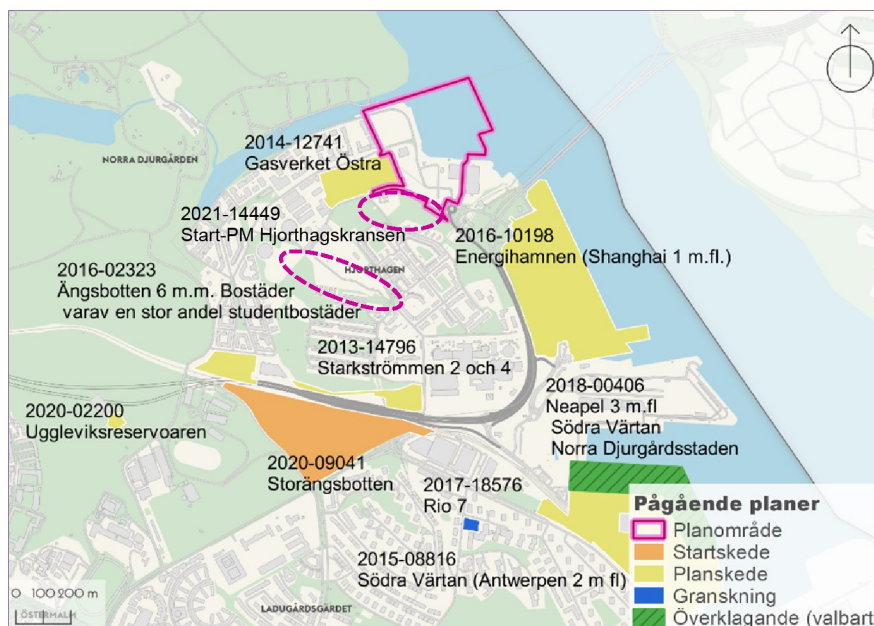 2014-12741
Gasverket Östra
NORRA DJURGÅRDEN
2021-14449
Start-PM Hjorthagskransen
2016-10198
Energihamnen (Shanghai 1 m.fl.)
HJORTHAGEN
2016-02323
Ängsbotten 6 m.m. Bostäder
varav en stor andel studentbostäder
2013-14796
Starkströmmen 2 och 4
2018-00406
Neapel 3 m.fl
Södra Värtan
Norra Djurgårdsstaden
2020-02200
Uggleviksreservoaren
2020-09041
Storängsbotten
2017-18576
Rio 7
2015-08816
Södra Värtan (Antwerpen 2 m fl)
Pågående planer
Planområde
Startskede
Planskede
Granskning
Överklagande (valbart
0 100 200 m
ÖSTERMALM
LADUGÅRDSGÄRDET